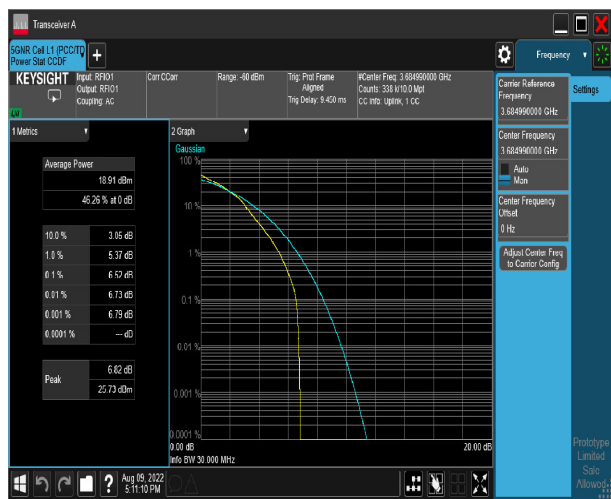 Transceiver A
5GNR Cell L1 (PCC/TD
Power Stat CCDF
+
Frequency
KEYSIGHT
Input: RFIO1
Output: RFIO1
Coupling: AC
Corr CCorr
Range: -60 dBm
Trig: Prot Frame
Aligned
Trig Delay: 9.450 ms
#Center Freq: 3.684990000 GHz
Counts: 338 k/10.0 Mpt
CC Info: Uplink, 1 CC
1 Metrics
Average Power
18.91 dBm
46.26 % at 0 dB
10.0 % 3.05 dB
1.0 % 5.37 dB
0.1 % 6.52 dB
0.01 % 6.73 dB
0.001 % 6.79 dB
0.0001 % --- dB
Peak
6.82 dB
25.73 dBm
2 Graph
Gaussian
100 %
10 %
1 %
0.1 %
0.01 %
0.001 %
0.0001 %
0.00 dB
20.00 dB
Info BW 30.000 MHz
Carrier Reference
Frequency
3.684990000 GHz
Center Frequency
3.684990000 GHz
Auto
Man
Center Frequency
Offset
0 Hz
Adjust Center Freq
to Carrier Config
Settings
Prototype
Limited
Sale
Allowed
?
Aug 09, 2022
5:11:10 PM